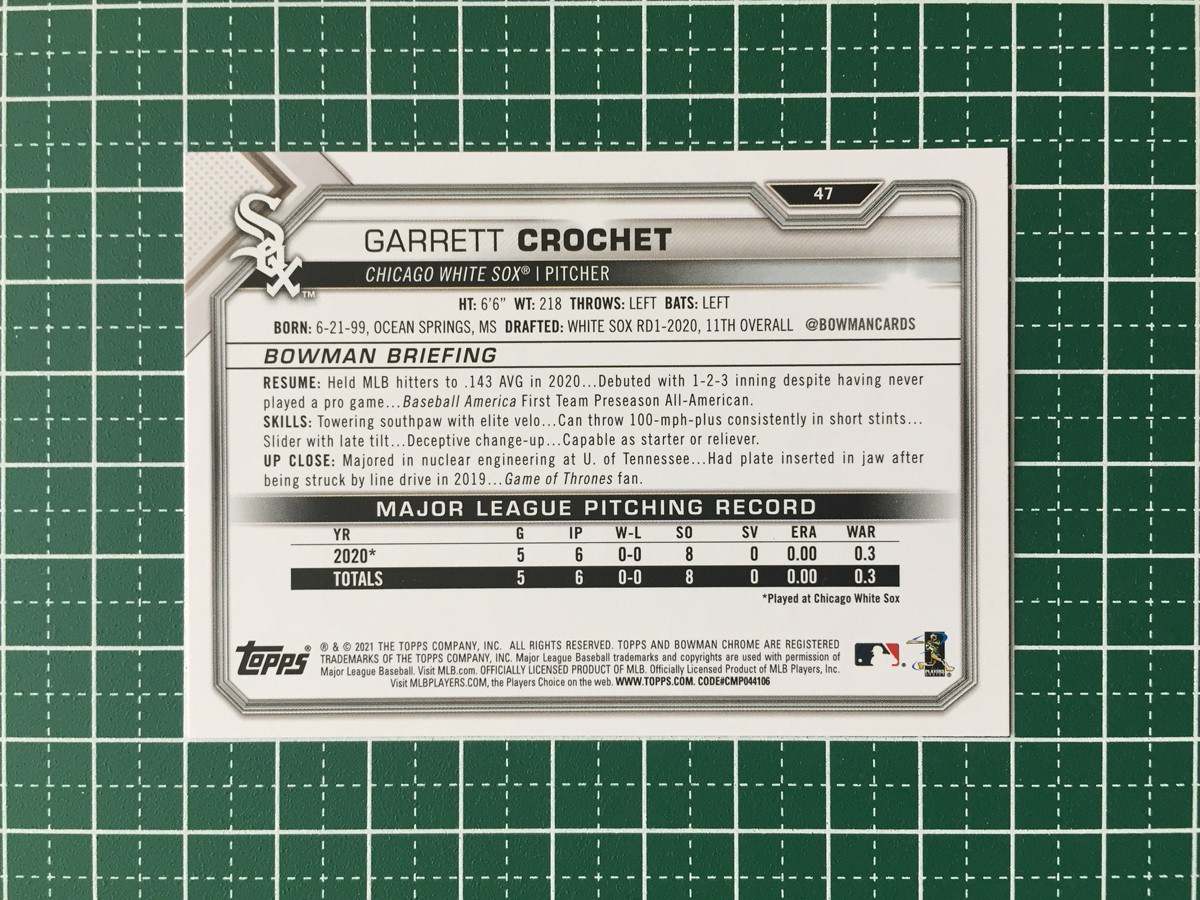 47
Sox™
GARRETT CROCHET
CHICAGO WHITE SOX® | PITCHER
HT: 6'6" WT: 218 THROWS: LEFT BATS: LEFT
BORN: 6-21-99, OCEAN SPRINGS, MS DRAFTED: WHITE SOX RD1-2020, 11TH OVERALL @BOWMANCARDS
BOWMAN BRIEFING
RESUME: Held MLB hitters to .143 AVG in 2020...Debuted with 1-2-3 inning despite having never
played a pro game...Baseball America First Team Preseason All-American.
SKILLS: Towering southpaw with elite velo...Can throw 100-mph-plus consistently in short stints...
Slider with late tilt...Deceptive change-up...Capable as starter or reliever.
UP CLOSE: Majored in nuclear engineering at U. of Tennessee...Had plate inserted in jaw after
being struck by line drive in 2019...Game of Thrones fan.
MAJOR LEAGUE PITCHING RECORD
YR G IP W-L SO SV ERA WAR
2020* 5 6 0-0 8 0 0.00 0.3
TOTALS 5 6 0-0 8 0 0.00 0.3
*Played at Chicago White Sox
topps®
® & © 2021 THE TOPPS COMPANY, INC. ALL RIGHTS RESERVED. TOPPS AND BOWMAN CHROME ARE REGISTERED
TRADEMARKS OF THE TOPPS COMPANY, INC. Major League Baseball trademarks and copyrights are used with permission of
Major League Baseball. Visit MLB.com. OFFICIALLY LICENSED PRODUCT OF MLB. Officially Licensed Product of MLB Players, Inc.
Visit MLBPLAYERS.COM, the Players Choice on the web. WWW.TOPPS.COM. CODE#CMP044106
PLAYERS